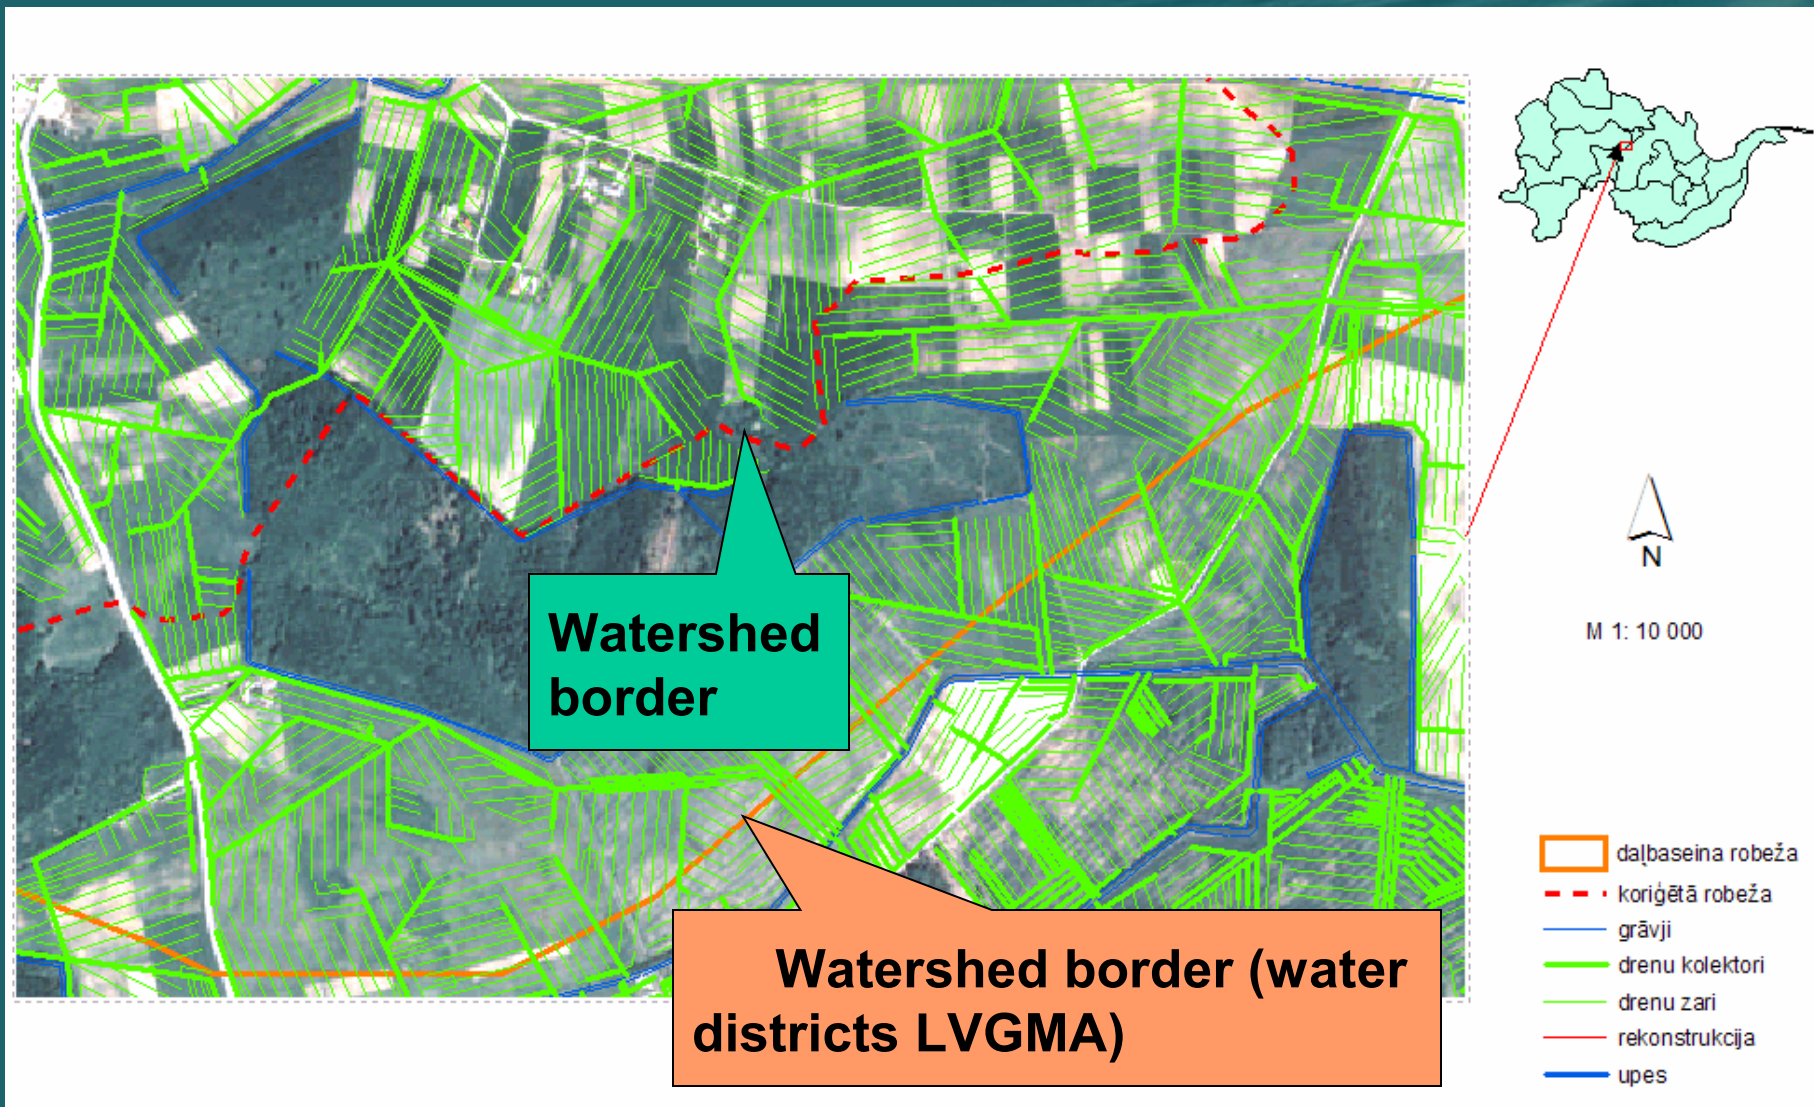 Watershed
border
Watershed border (water
districts LVGMA)
N
M 1: 10 000
daļbaseina robeža
koriģētā robeža
grāvji
drenu kolektori
drenu zari
rekonstrukcija
upes